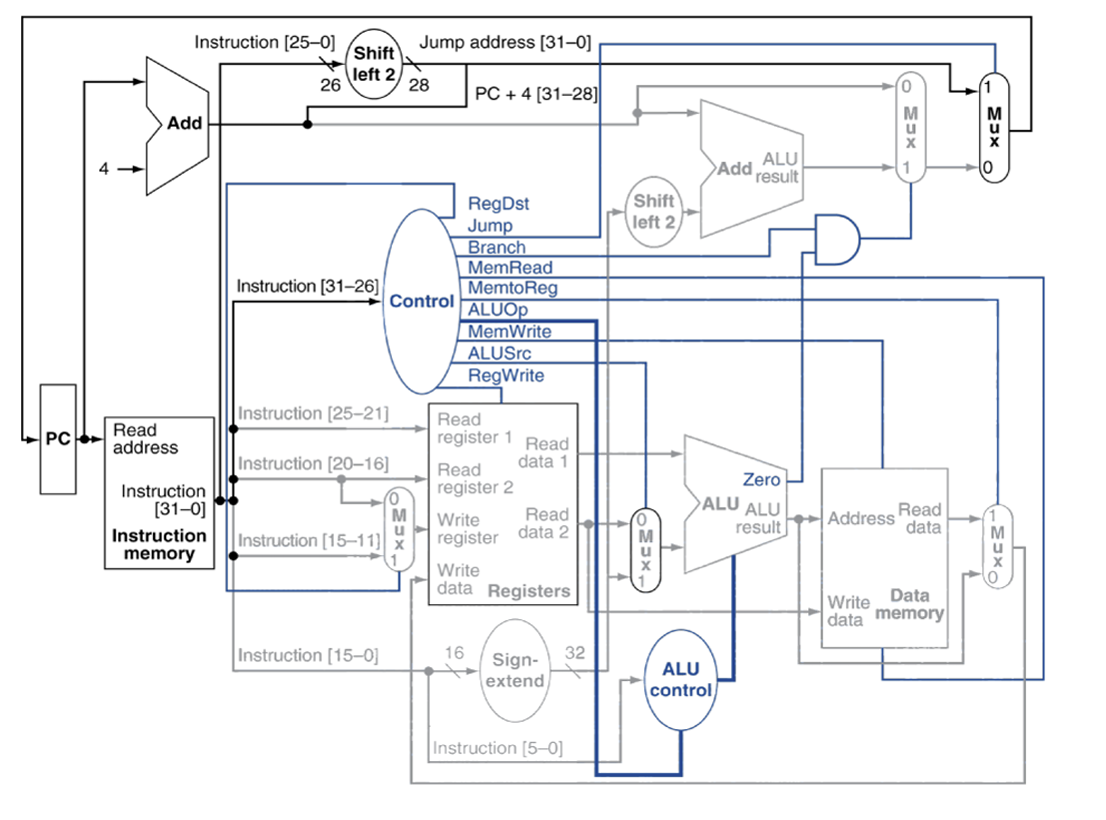 Instruction [25–0]
Shift
left 2
Jump address [31–0]
26
28
PC + 4 [31–28]
Add
4
0
M
u
x
1
1
M
u
x
0
Add
ALU
result
Shift
left 2
RegDst
Jump
Branch
MemRead
MemtoReg
ALUOp
MemWrite
ALUSrc
RegWrite
Control
Instruction [31–26]
PC
Read
address
Instruction
[31–0]
Instruction
memory
Instruction [25–21]
Instruction [20–16]
Instruction [15–11]
0
M
u
x
1
Read
register 1
Read
register 2
Write
register
Write
data
Read
data 1
Read
data 2
Registers
0
M
u
x
1
Zero
ALU
ALU
result
Address
Read
data
Write
data
Data
memory
1
M
u
x
0
Instruction [15–0]
16
Sign-
extend
32
ALU
control
Instruction [5–0]